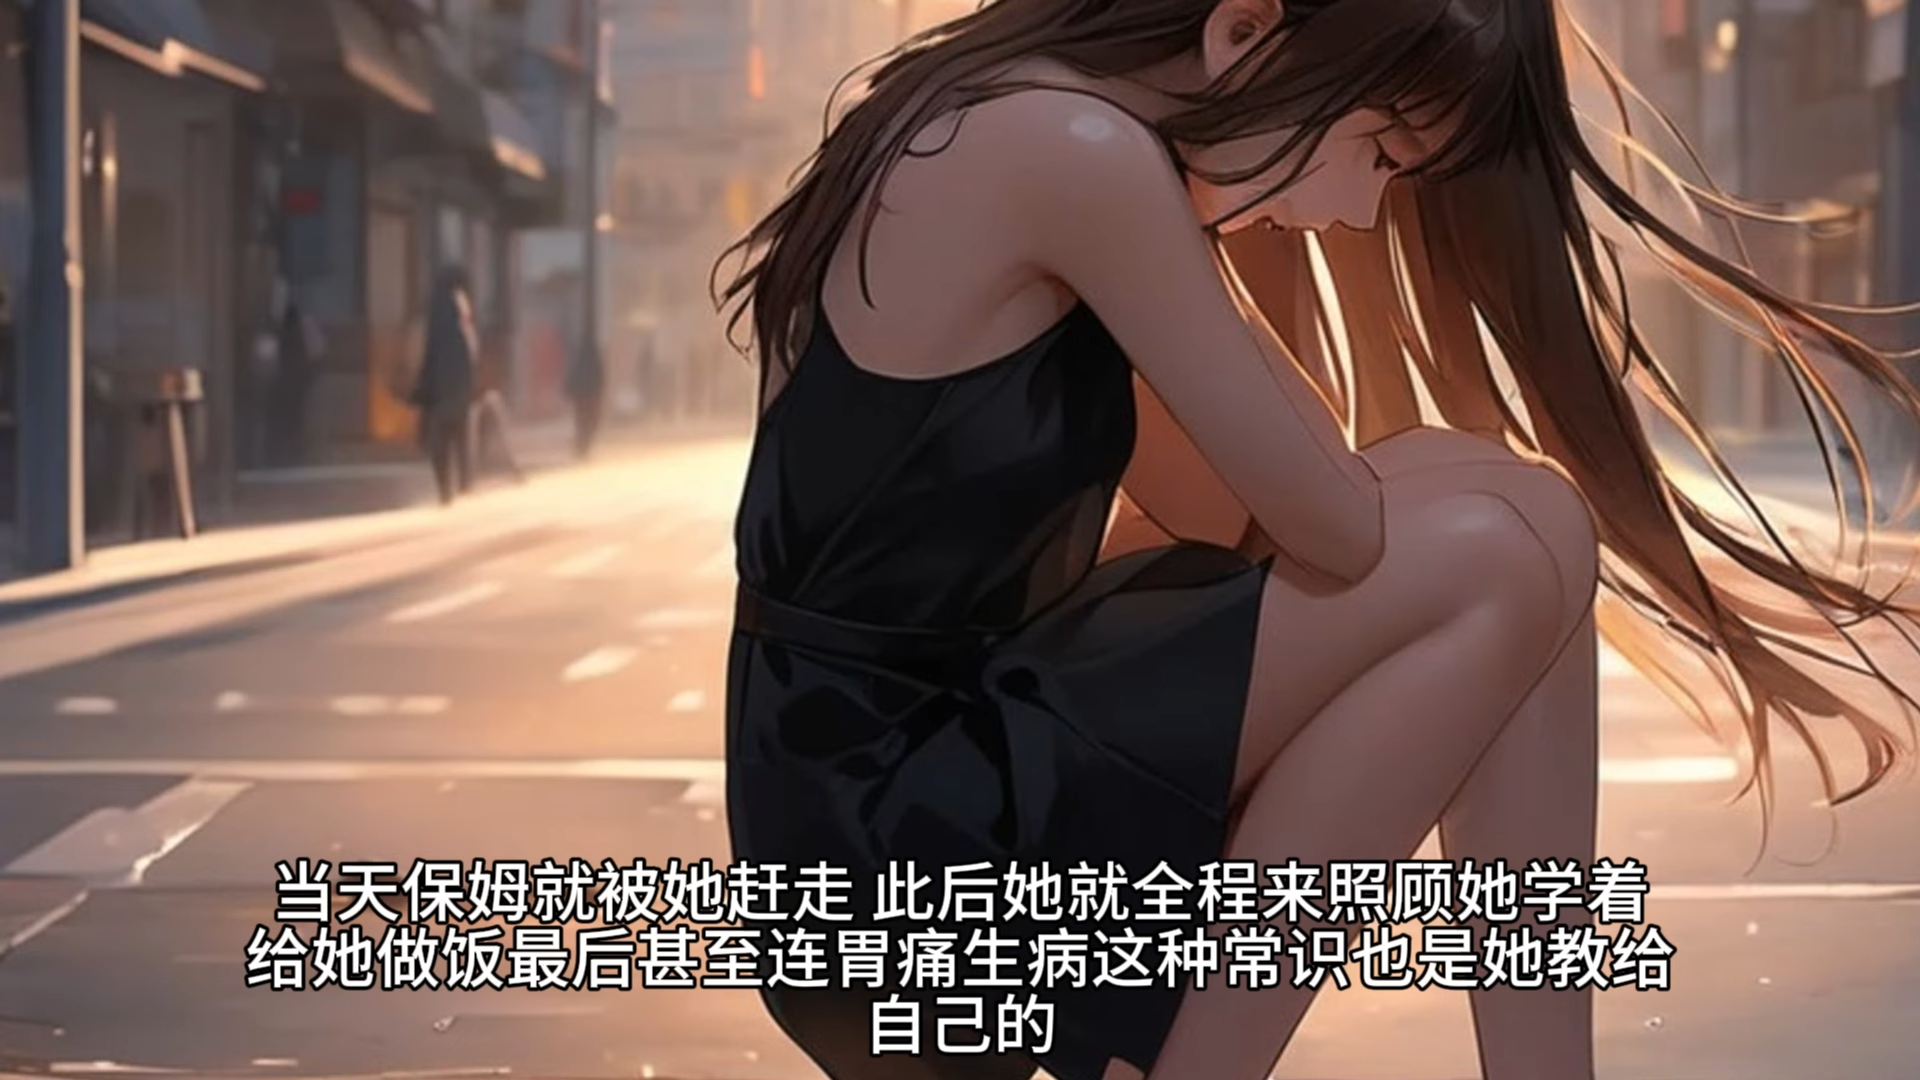 当天保姆就被她赶走 此后她就全程来照顾她学着
给她做饭最后甚至连胃痛生病这种常识也是她教给
自己的